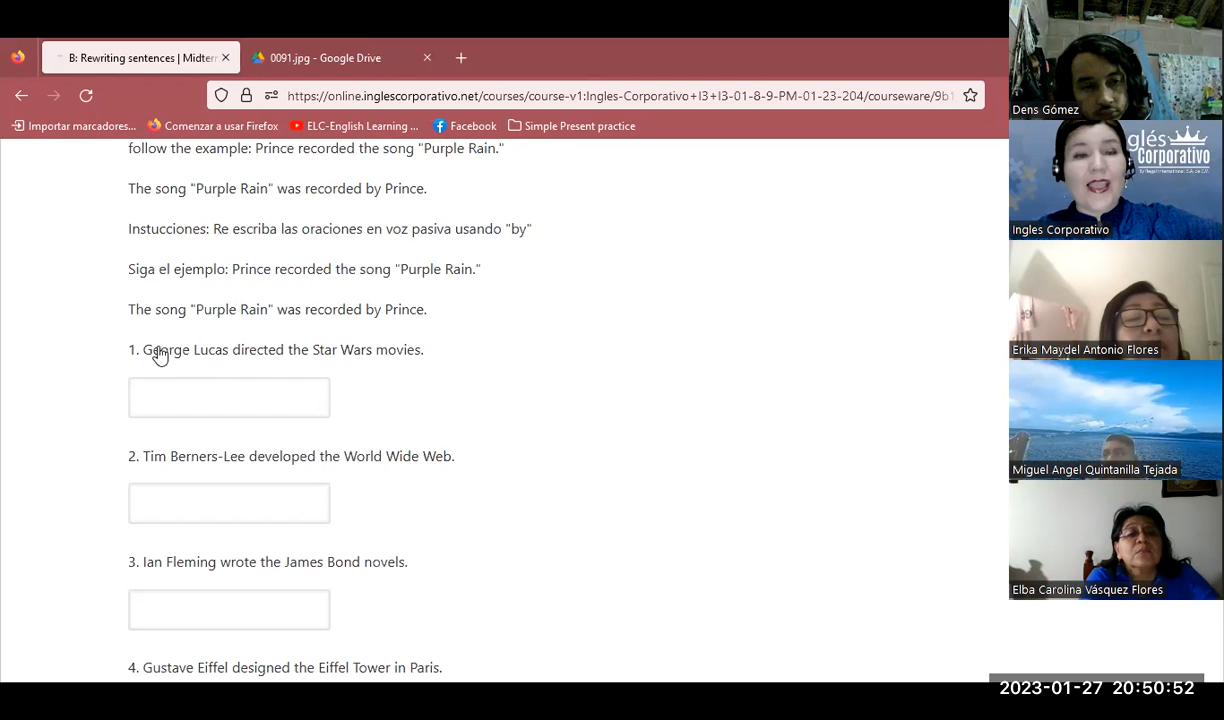 B: Rewriting sentences | Midterr
0091.jpg - Google Drive
https://online.inglescorporativo.net/courses/course-v1:Ingles-Corporativo+I3+I3-01-8-9-PM-01-23-204/courseware/9b1
Importar marcadores...
Comenzar a usar Firefox
ELC-English Learning ...
Facebook
Simple Present practice
follow the example: Prince recorded the song "Purple Rain."
The song "Purple Rain" was recorded by Prince.
Instucciones: Re escriba las oraciones en voz pasiva usando "by"
Siga el ejemplo: Prince recorded the song "Purple Rain."
The song "Purple Rain" was recorded by Prince.
1. George Lucas directed the Star Wars movies.
2. Tim Berners-Lee developed the World Wide Web.
3. Ian Fleming wrote the James Bond novels.
4. Gustave Eiffel designed the Eiffel Tower in Paris.
Dens Gómez
glés
Corporativo
Ingles Corporativo
Erika Maydel Antonio Flores
Miguel Angel Quintanilla Tejada
Elba Carolina Vásquez Flores
2023-01-27 20:50:52